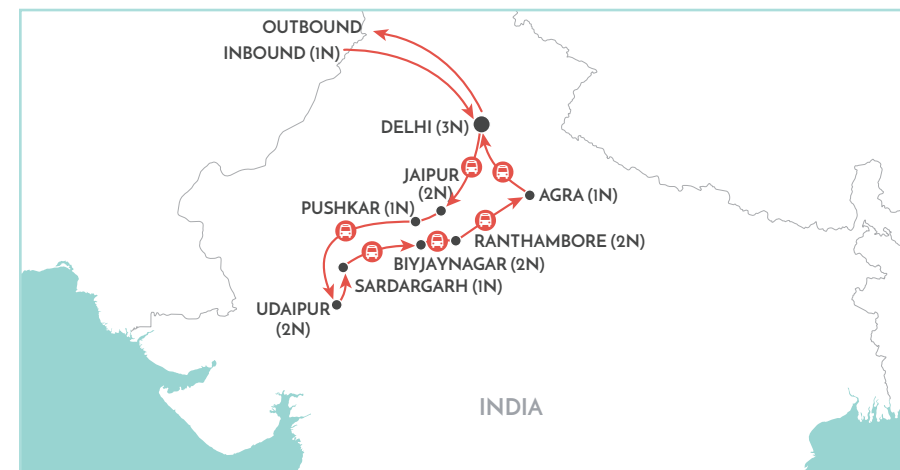 OUTBOUND
INBOUND (1N)
DELHI (3N)
JAIPUR
(2N)
AGRA (1N)
PUSHKAR (1N)
RANTHAMBORE (2N)
BIYJAYNAGAR (2N)
SARDARGARH (1N)
UDAIPUR
(2N)
INDIA